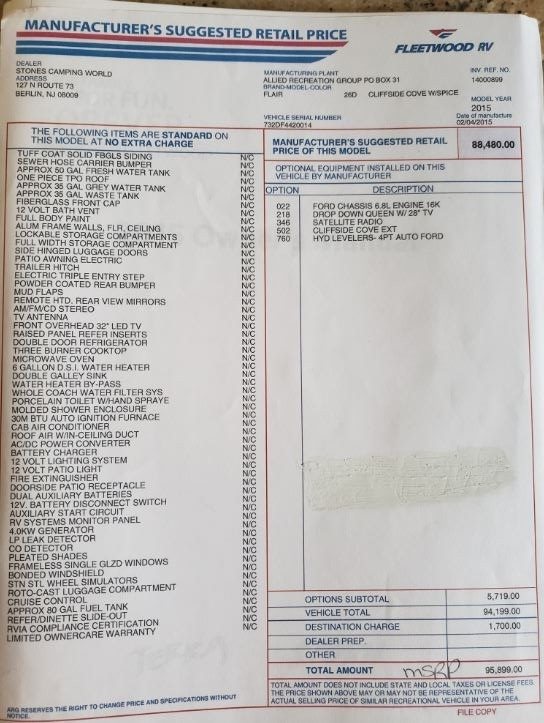 MANUFACTURER'S SUGGESTED RETAIL PRICE
FLEETWOOD RV
DEALER
STONES CAMPING WORLD
ADDRESS
127 N ROUTE 73
BERLIN, NJ 08009
MANUFACTURING PLANT
ALLIED RECREATION GROUP PO BOX 31
BRAND-MODEL-COLOR
FLAIR 26D CLIFFSIDE COVE W/SPICE
INV. REF. NO.
14000899
MODEL YEAR
2015
Date of manufacture
02/04/2015
VEHICLE SERIAL NUMBER
732DF4420014
THE FOLLOWING ITEMS ARE STANDARD ON
THIS MODEL AT NO EXTRA CHARGE
TUFF COAT SOLID FBGLS SIDING N/C
SEWER HOSE CARRIER BUMPER N/C
APPROX 50 GAL FRESH WATER TANK N/C
ONE PIECE TPO ROOF N/C
APPROX 35 GAL GREY WATER TANK N/C
APPROX 35 GAL WASTE TANK N/C
FIBERGLASS FRONT CAP N/C
12 VOLT BATH VENT N/C
FULL BODY PAINT N/C
ALUM FRAME WALLS, FLR, CEILING N/C
LOCKABLE STORAGE COMPARTMENTS N/C
FULL WIDTH STORAGE COMPARTMENT N/C
SIDE HINGED LUGGAGE DOORS N/C
PATIO AWNING ELECTRIC N/C
TRAILER HITCH N/C
ELECTRIC TRIPLE ENTRY STEP N/C
POWDER COATED REAR BUMPER N/C
MUD FLAPS N/C
REMOTE HTD. REAR VIEW MIRRORS N/C
AM/FM/CD STEREO N/C
TV ANTENNA N/C
FRONT OVERHEAD 32" LED TV N/C
RAISED PANEL REFER INSERTS N/C
DOUBLE DOOR REFRIGERATOR N/C
THREE BURNER COOKTOP N/C
MICROWAVE OVEN N/C
6 GALLON D.S.I. WATER HEATER N/C
DOUBLE GALLEY SINK N/C
WATER HEATER BY-PASS N/C
WHOLE COACH WATER FILTER SYS N/C
PORCELAIN TOILET W/HAND SPRAYE N/C
MOLDED SHOWER ENCLOSURE N/C
30M BTU AUTO IGNITION FURNACE N/C
CAB AIR CONDITIONER N/C
ROOF AIR W/IN-CEILING DUCT N/C
AC/DC POWER CONVERTER N/C
BATTERY CHARGER N/C
12 VOLT LIGHTING SYSTEM N/C
12 VOLT PATIO LIGHT N/C
FIRE EXTINGUISHER N/C
DOORSIDE PATIO RECEPTACLE N/C
DUAL AUXILIARY BATTERIES N/C
12V. BATTERY DISCONNECT SWITCH N/C
AUXILIARY START CIRCUIT N/C
RV SYSTEMS MONITOR PANEL N/C
4.0KW GENERATOR N/C
LP LEAK DETECTOR N/C
CO DETECTOR N/C
PLEATED SHADES N/C
FRAMELESS SINGLE GLZD WINDOWS N/C
BONDED WINDSHIELD N/C
STN STL WHEEL SIMULATORS N/C
ROTO-CAST LUGGAGE COMPARTMENT N/C
CRUISE CONTROL N/C
APPROX 80 GAL FUEL TANK N/C
REFER/DINETTE SLIDE-OUT N/C
RVIA COMPLIANCE CERTIFICATION N/C
LIMITED OWNERCARE WARRANTY N/C
ARG RESERVES THE RIGHT TO CHANGE PRICE AND SPECIFICATIONS WITHOUT
NOTICE.
MANUFACTURER'S SUGGESTED RETAIL
PRICE OF THIS MODEL 88,480.00
OPTIONAL EQUIPMENT INSTALLED ON THIS
VEHICLE BY MANUFACTURER
OPTION DESCRIPTION
022 FORD CHASSIS 6.8L ENGINE 16K
218 DROP DOWN QUEEN W/ 28" TV
346 SATELLITE RADIO
502 CLIFFSIDE COVE EXT
760 HYD LEVELERS- 4PT AUTO FORD
OPTIONS SUBTOTAL 5,719.00
VEHICLE TOTAL 94,199.00
DESTINATION CHARGE 1,700.00
DEALER PREP.
OTHER
TOTAL AMOUNT MSRP 95,899.00
TOTAL AMOUNT DOES NOT INCLUDE STATE AND LOCAL TAXES OR LICENSE FEES.
THE PRICE SHOWN ABOVE MAY OR MAY NOT BE REPRESENTATIVE OF THE
ACTUAL SELLING PRICE OF SIMILAR RECREATIONAL VEHICLE IN YOUR AREA.
FILE COPY